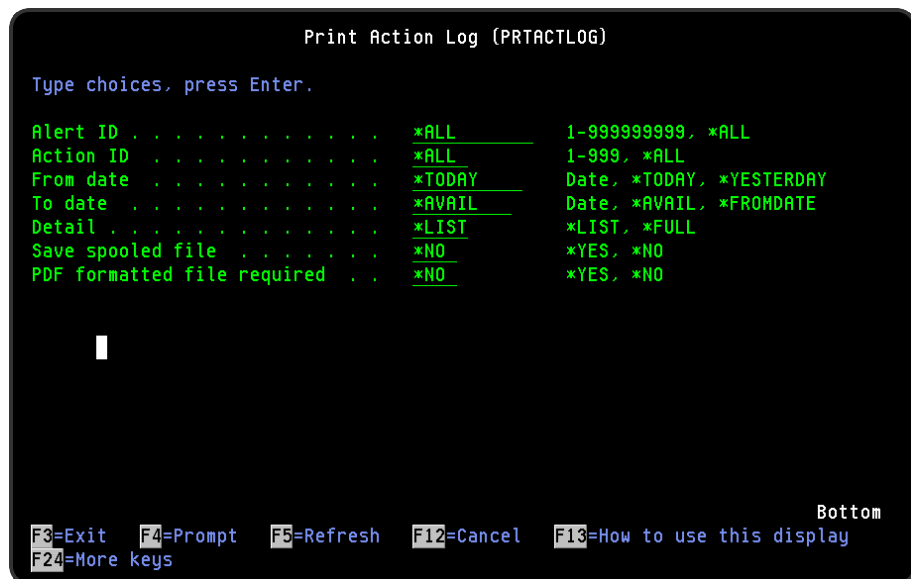 Print Action Log (PRTACTLOG)
Type choices, press Enter.
Alert ID . . . . . . . . . . . . *ALL 1-999999999, *ALL
Action ID . . . . . . . . . . . *ALL 1-999, *ALL
From date . . . . . . . . . . . *TODAY Date, *TODAY, *YESTERDAY
To date . . . . . . . . . . . . *AVAIL Date, *AVAIL, *FROMDATE
Detail . . . . . . . . . . . . . *LIST *LIST, *FULL
Save spooled file . . . . . . . *NO *YES, *NO
PDF formatted file required . . *NO *YES, *NO
Bottom
F3=Exit F4=Prompt F5=Refresh F12=Cancel F13=How to use this display
F24=More keys